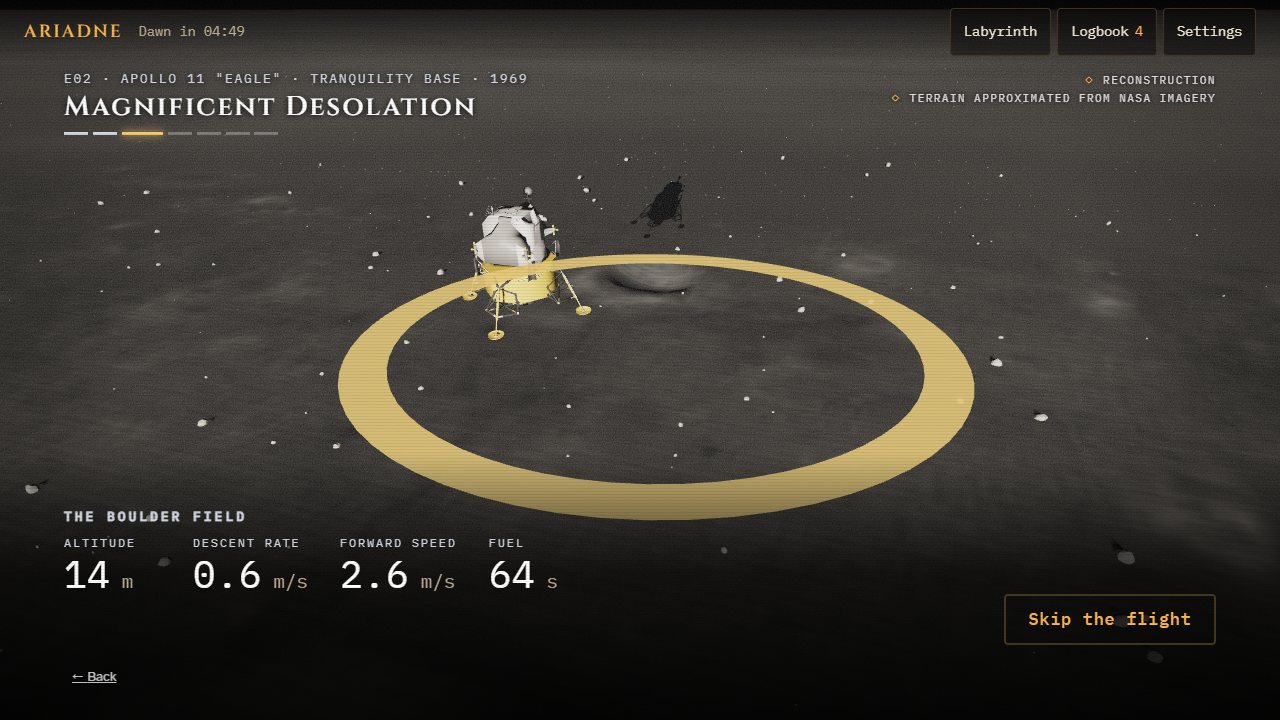 ARIADNE Dawn in 04:49 Labyrinth Logbook 4 Settings
E02 · APOLLO 11 "EAGLE" · TRANQUILITY BASE · 1969
Magnificent Desolation
◇ RECONSTRUCTION
◇ TERRAIN APPROXIMATED FROM NASA IMAGERY
THE BOULDER FIELD
ALTITUDE DESCENT RATE FORWARD SPEED FUEL
14 m 0.6 m/s 2.6 m/s 64 s
Skip the flight
← Back